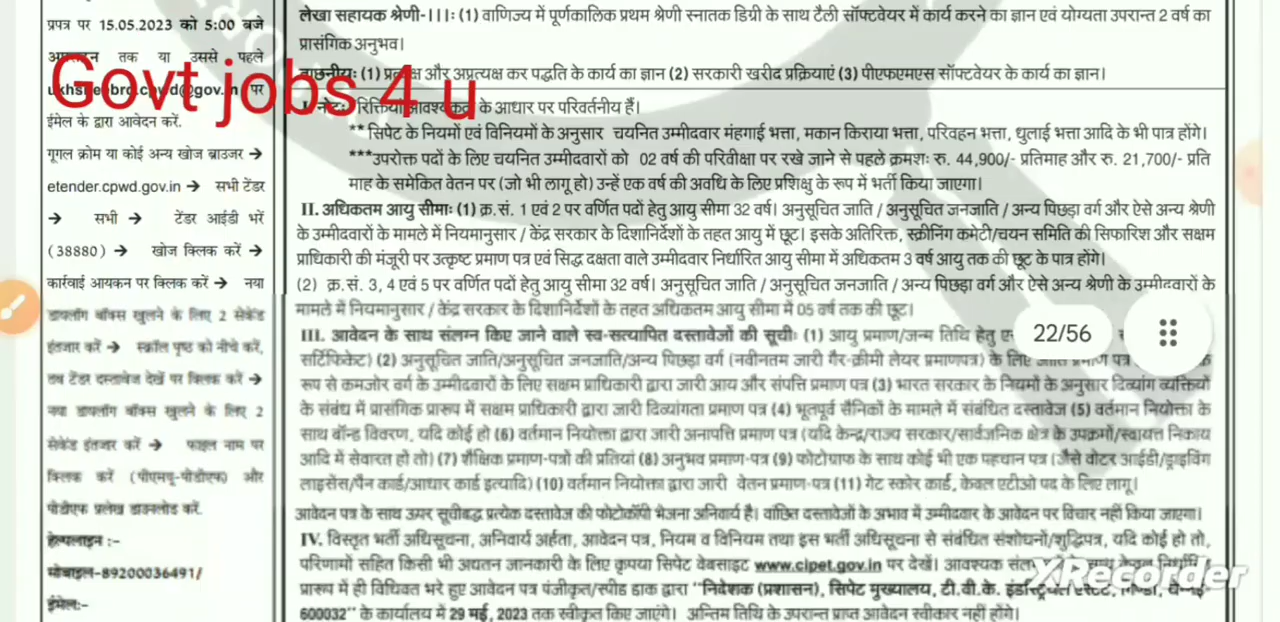 प्रपत्र पर 15.05.2023 को 5:00 बजे
तक या उससे पहले
पर
ईमेल के द्वारा आवेदन करें.
गूगल क्रोम या कोई अन्य खोज ब्राउजर →
etender.cpwd.gov.in → सभी टेंडर
→ सभी → टेंडर आईडी भरें
(38880) → खोज क्लिक करें →
कार्रवाई आयकन पर क्लिक करें → नया
डायलॉग बॉक्स खुलने के लिए 2 सेकेंड
इंतजार करें → स्क्रॉल पृष्ठ को नीचे करें,
तब टेंडर दस्तावेज देखें पर क्लिक करें →
नया डायलॉग बॉक्स खुलने के लिए 2
सेकेंड इंतजार करें → फाइल नाम पर
क्लिक करें (पीएमयू-पीडीएफ) और
पीडीएफ प्रलेख डाउनलोड करें.
हेल्पलाइन :-
मोबाइल-89200036491/
ईमेल:-
Govt jobs 4 u
लेखा सहायक श्रेणी-III: (1) वाणिज्य में पूर्णकालिक प्रथम श्रेणी स्नातक डिग्री के साथ टैली सॉफ्टवेयर में कार्य करने का ज्ञान एवं योग्यता उपरान्त 2 वर्ष का
प्रासंगिक अनुभव।
वांछनीय: (1) प्रत्यक्ष और अप्रत्यक्ष कर पद्धति के कार्य का ज्ञान (2) सरकारी खरीद प्रक्रियाएं (3) पीएफएमएस सॉफ्टवेयर के कार्य का ज्ञान।
I. नोट: रिक्तियां आवश्यकता के आधार पर परिवर्तनीय हैं।
** सिपेट के नियमों एवं विनियमों के अनुसार चयनित उम्मीदवार मंहगाई भत्ता, मकान किराया भत्ता, परिवहन भत्ता, धुलाई भत्ता आदि के भी पात्र होंगे।
***उपरोक्त पदों के लिए चयनित उम्मीदवारों को 02 वर्ष की परिवीक्षा पर रखे जाने से पहले क्रमशः रु. 44,900/- प्रतिमाह और रु. 21,700/- प्रति
माह के समेकित वेतन पर (जो भी लागू हो) उन्हें एक वर्ष की अवधि के लिए प्रशिक्षु के रूप में भर्ती किया जाएगा।
II. अधिकतम आयु सीमाः (1) क्र.सं. 1 एवं 2 पर वर्णित पदों हेतु आयु सीमा 32 वर्ष। अनुसूचित जाति / अनुसूचित जनजाति / अन्य पिछड़ा वर्ग और ऐसे अन्य श्रेणी
के उम्मीदवारों के मामले में नियमानुसार / केंद्र सरकार के दिशानिर्देशों के तहत आयु में छूट। इसके अतिरिक्त, स्क्रीनिंग कमेटी/चयन समिति की सिफारिश और सक्षम
प्राधिकारी की मंजूरी पर उत्कृष्ट प्रमाण पत्र एवं सिद्ध दक्षता वाले उम्मीदवार निर्धारित आयु सीमा में अधिकतम 3 वर्ष आयु तक की छूट के पात्र होंगे।
(2) क्र.सं. 3, 4 एवं 5 पर वर्णित पदों हेतु आयु सीमा 32 वर्ष। अनुसूचित जाति / अनुसूचित जनजाति / अन्य पिछड़ा वर्ग और ऐसे अन्य श्रेणी के उम्मीदवारों के
मामले में नियमानुसार / केंद्र सरकार के दिशानिर्देशों के तहत अधिकतम आयु सीमा में 05 वर्ष तक की छूट।
III. आवेदन के साथ संलग्न किए जाने वाले स्व-सत्यापित दस्तावेजों की सूची: (1) आयु प्रमाण/जन्म तिथि हेतु
22/56
सर्टिफिकेट) (2) अनुसूचित जाति/अनुसूचित जनजाति/अन्य पिछड़ा वर्ग (नवीनतम जारी गैर-क्रीमी लेयर प्रमाणपत्र) के लिए जाति प्रमाण पत्र
रूप से कमजोर वर्ग के उम्मीदवारों के लिए सक्षम प्राधिकारी द्वारा जारी आय और संपत्ति प्रमाण पत्र (3) भारत सरकार के नियमों के अनुसार दिव्यांग व्यक्तियों
के संबंध में प्रासंगिक प्रारूप में सक्षम प्राधिकारी द्वारा जारी दिव्यांगता प्रमाण पत्र (4) भूतपूर्व सैनिकों के मामले में संबंधित दस्तावेज (5) वर्तमान नियोक्ता के
साथ बॉन्ड विवरण, यदि कोई हो (6) वर्तमान नियोक्ता द्वारा जारी अनापत्ति प्रमाण पत्र (यदि केन्द्र/राज्य सरकार/सार्वजनिक क्षेत्र के उपक्रमों/स्वायत्त निकाय
आदि में सेवारत हो तो) (7) शैक्षिक प्रमाण-पत्रों की प्रतियां (8) अनुभव प्रमाण-पत्र (9) फोटोग्राफ के साथ कोई भी एक पहचान पत्र (जैसे वोटर आईडी/ड्राइविंग
लाइसेंस/पैन कार्ड/आधार कार्ड इत्यादि) (10) वर्तमान नियोक्ता द्वारा जारी वेतन प्रमाण-पत्र (11) गेट स्कोर कार्ड, केवल एटीओ पद के लिए लागू।
आवेदन पत्र के साथ ऊपर सूचीबद्ध प्रत्येक दस्तावेज की फोटोकॉपी भेजना अनिवार्य है। वांछित दस्तावेजों के अभाव में उम्मीदवार के आवेदन पर विचार नहीं किया जाएगा।
IV. विस्तृत भर्ती अधिसूचना, अनिवार्य अर्हता, आवेदन पत्र, नियम व विनियम तथा इस भर्ती अधिसूचना से संबंधित संशोधनों/शुद्धिपत्र, यदि कोई हो तो,
परिणामों सहित किसी भी अद्यतन जानकारी के लिए कृपया सिपेट वेबसाइट www.cipet.gov.in पर देखें। आवश्यक
प्रारूप में ही विधिवत भरे हुए आवेदन पत्र पंजीकृत/स्पीड डाक द्वारा "निदेशक (प्रशासन), सिपेट मुख्यालय, टी.वी.के. इंडस्ट्रियल एस्टेट, गिण्डी, चेन्नई
600032" के कार्यालय में 29 मई, 2023 तक स्वीकृत किए जाएंगे। अन्तिम तिथि के उपरान्त प्राप्त आवेदन स्वीकार नहीं होंगे।
XRecorder